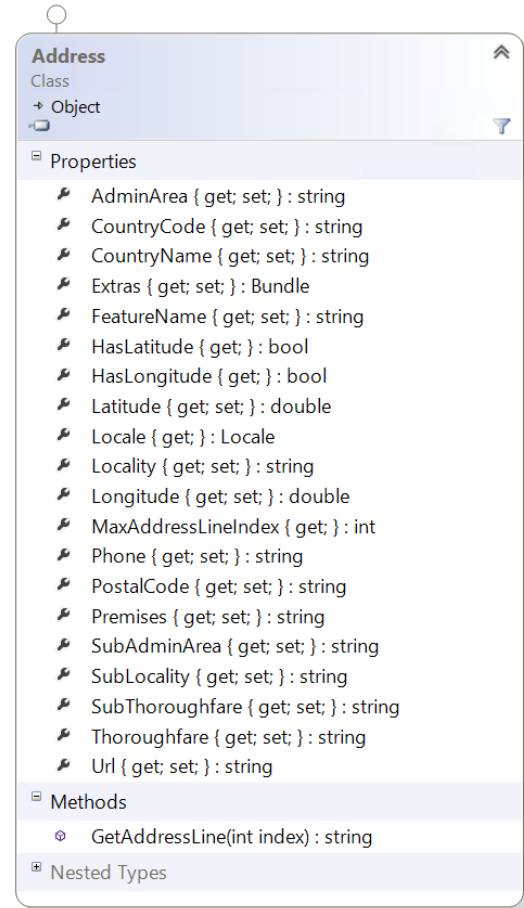 Address
Class
Object
Properties
AdminArea { get; set; } : string
CountryCode { get; set; } : string
CountryName { get; set; } : string
Extras { get; set; } : Bundle
FeatureName { get; set; } : string
HasLatitude { get; } : bool
HasLongitude { get; } : bool
Latitude { get; set; } : double
Locale { get; } : Locale
Locality { get; set; } : string
Longitude { get; set; } : double
MaxAddressLineIndex { get; } : int
Phone { get; set; } : string
PostalCode { get; set; } : string
Premises { get; set; } : string
SubAdminArea { get; set; } : string
SubLocality { get; set; } : string
SubThoroughfare { get; set; } : string
Thoroughfare { get; set; } : string
Url { get; set; } : string
Methods
GetAddressLine(int index) : string
Nested Types